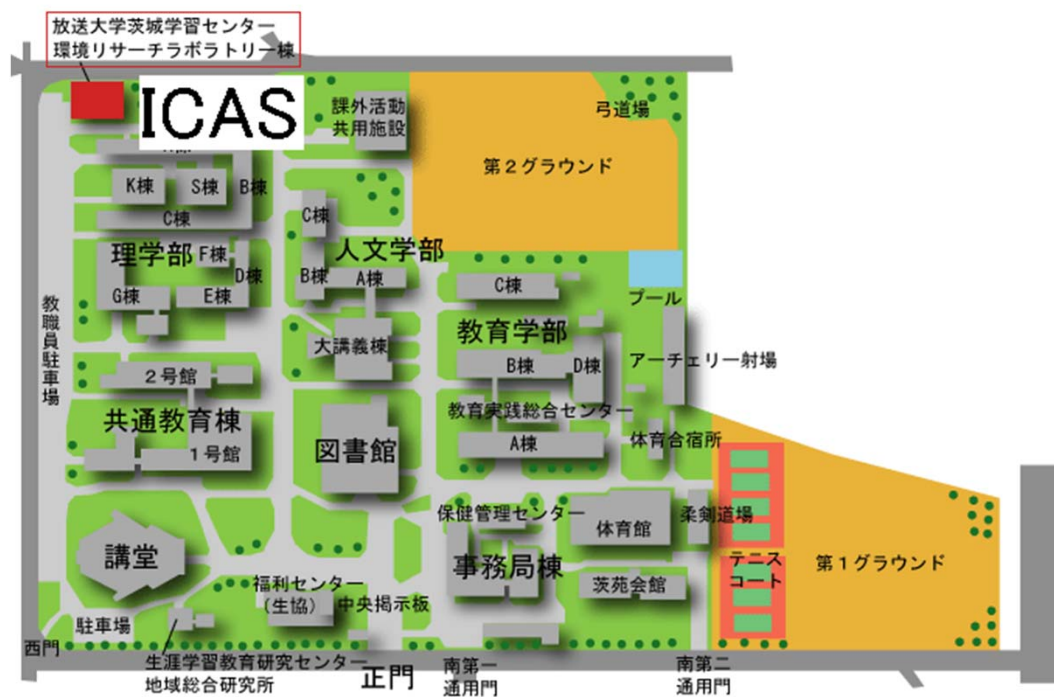 放送大学茨城学習センター
環境リサーチラボラトリー棟
ICAS
課外活動
共用施設
弓道場
第2グラウンド
K棟
S棟
B棟
C棟
C棟
理学部
F棟
D棟
G棟
E棟
人文学部
B棟
A棟
C棟
プール
教職員駐車場
大講義棟
教育学部
B棟
D棟
アーチェリー射場
2号館
共通教育棟
1号館
図書館
教育実践総合センター
A棟
体育合宿所
保健管理センター
体育館
柔剣道場
講堂
事務局棟
テニス
コート
第1グラウンド
福利センター
（生協）
中央掲示板
茨苑会館
駐車場
西門
生涯学習教育研究センター
地域総合研究所
正門
南第一
通用門
南第二
通用門